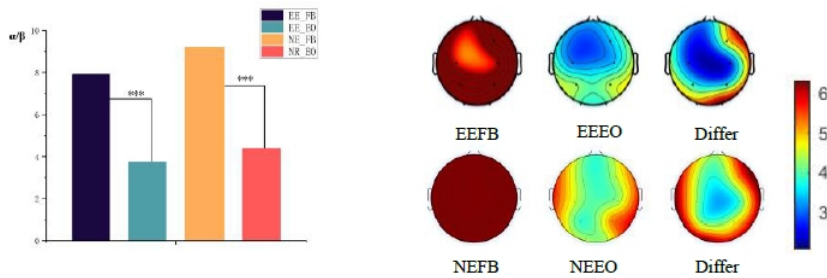 EE_FB
EE_EO
NE_FB
NR_EO
α/β
10
8
6
4
2
0
***
***
EEFB
EEEO
Differ
NEFB
NEEO
Differ
6
5
4
3